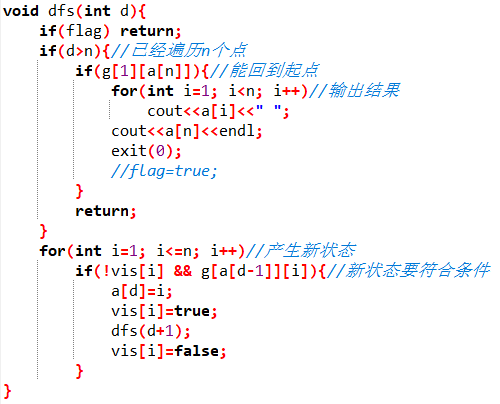 void dfs(int d){
    if(flag) return;
    if(d>n){//已经遍历n个点
        if(g[1][a[n]]){//能回到起点
            for(int i=1; i<n; i++)//输出结果
                cout<<a[i]<<" ";
            cout<<a[n]<<endl;
            exit(0);
            //flag=true;
        }
        return;
    }
    for(int i=1; i<=n; i++)//产生新状态
        if(!vis[i] && g[a[d-1]][i]){//新状态要符合条件
            a[d]=i;
            vis[i]=true;
            dfs(d+1);
            vis[i]=false;
        }
}